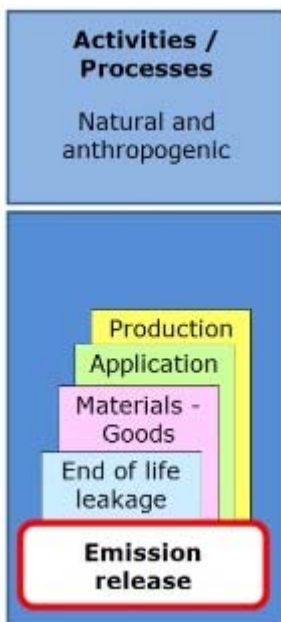 Activities /
Processes
Natural and
anthropogenic
Production
Application
Materials -
Goods
End of life
leakage
Emission
release